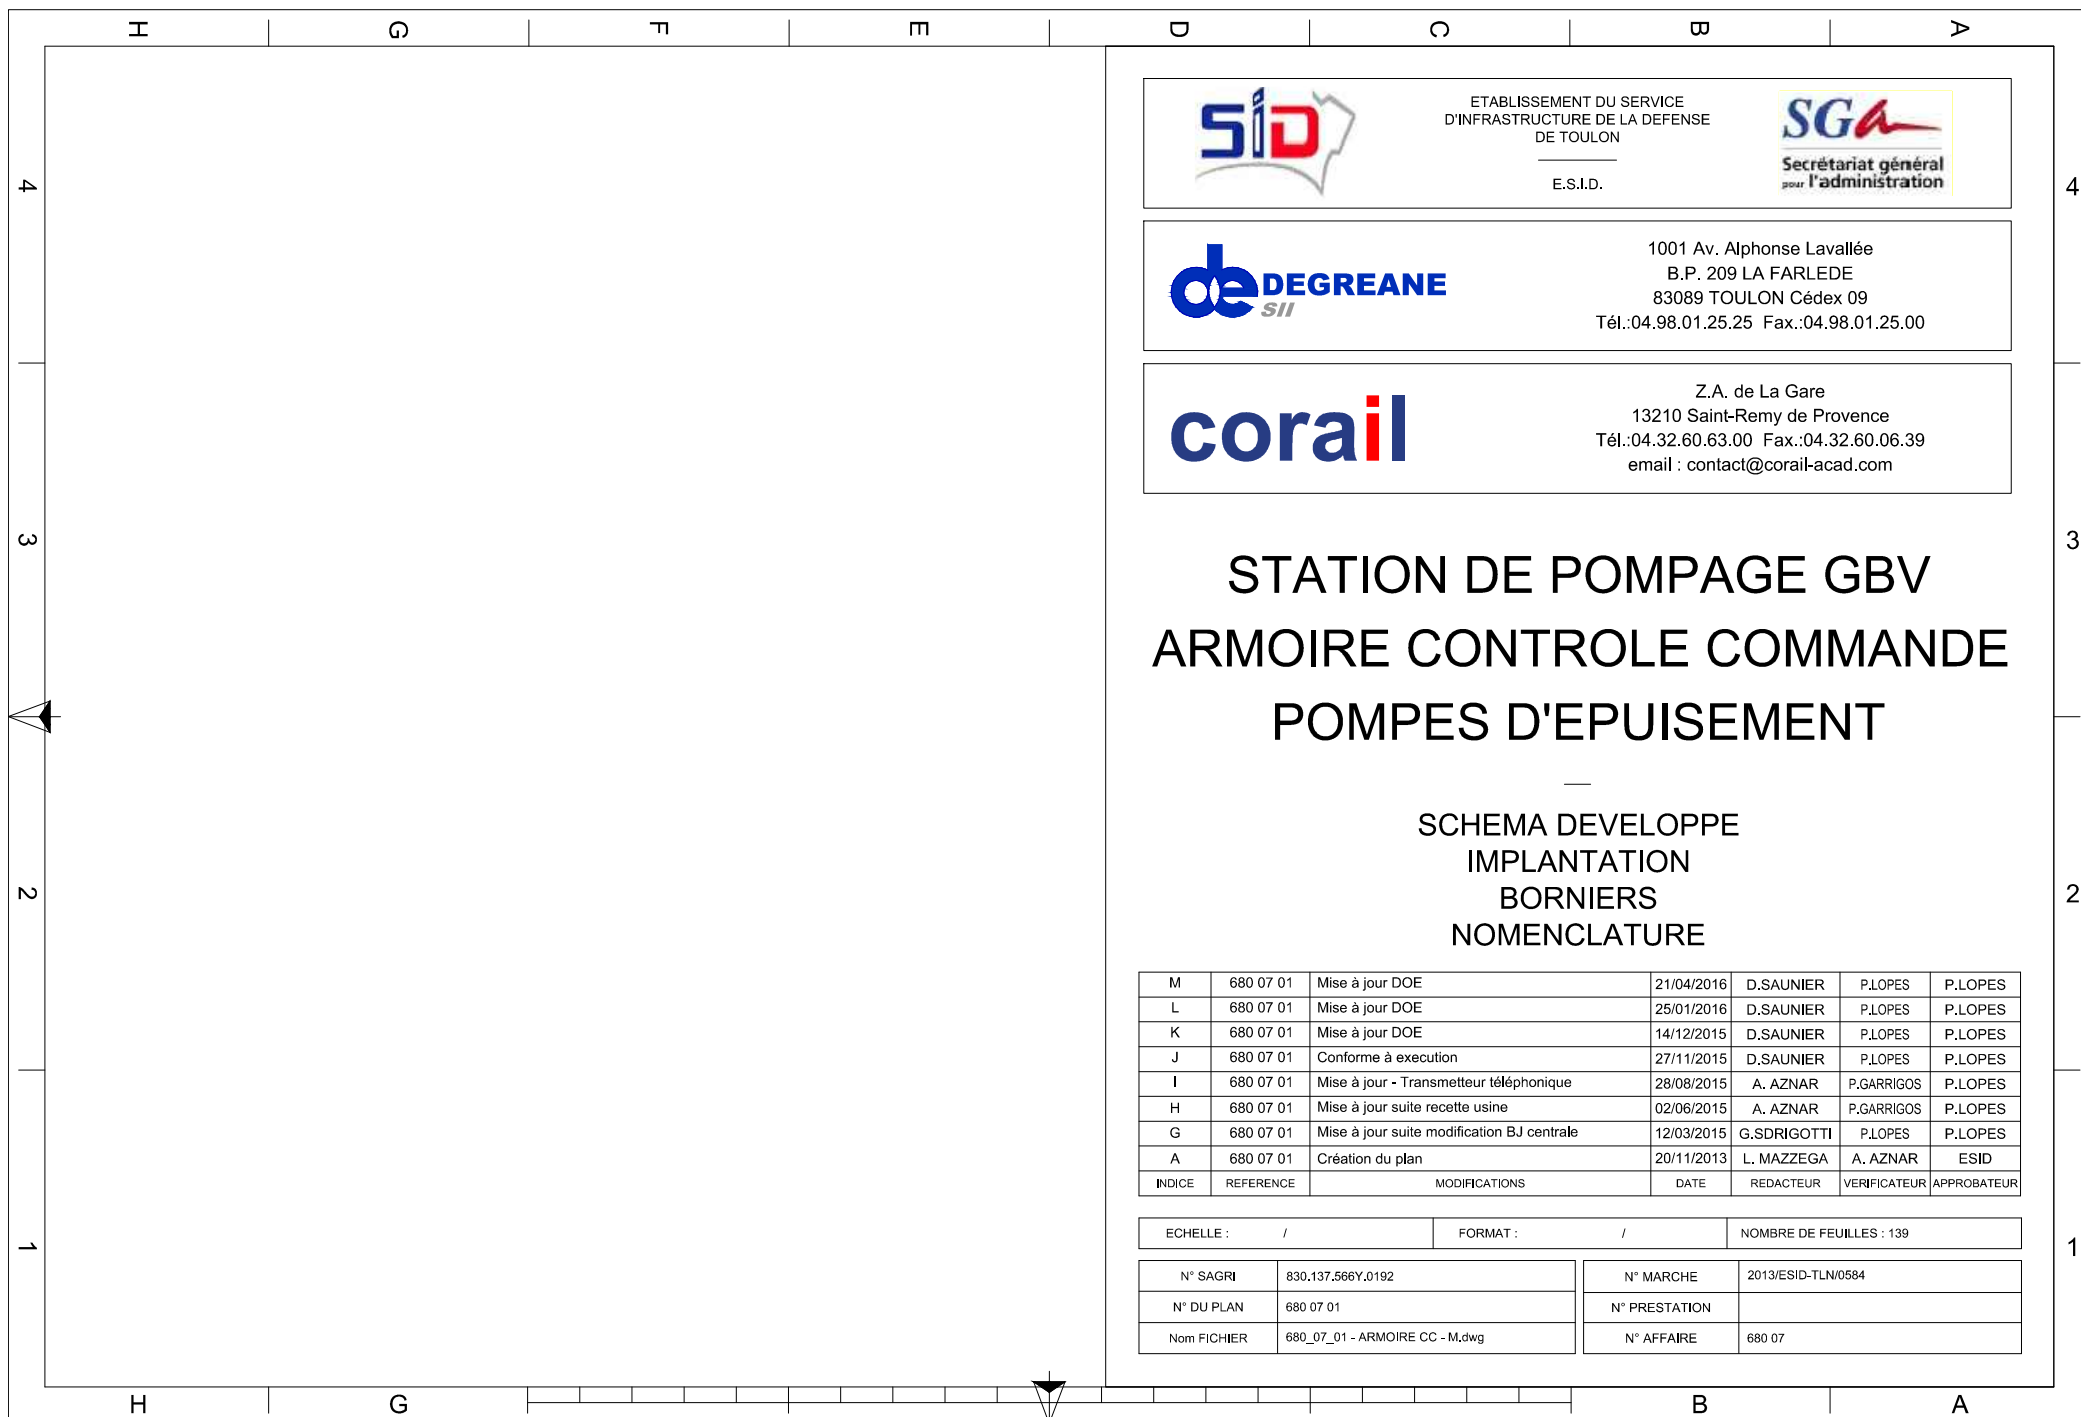 H G F E D C B A
SiD
ETABLISSEMENT DU SERVICE
D'INFRASTRUCTURE DE LA DEFENSE
DE TOULON
E.S.I.D.
SGA
Secrétariat général
pour l'administration
4 4
de DEGREANE
SII
1001 Av. Alphonse Lavallée
B.P. 209 LA FARLEDE
83089 TOULON Cédex 09
Tél.:04.98.01.25.25 Fax.:04.98.01.25.00
corail
Z.A. de La Gare
13210 Saint-Remy de Provence
Tél.:04.32.60.63.00 Fax.:04.32.60.06.39
email : contact@corail-acad.com
3 3
STATION DE POMPAGE GBV
ARMOIRE CONTROLE COMMANDE
POMPES D'EPUISEMENT
SCHEMA DEVELOPPE
IMPLANTATION
BORNIERS
NOMENCLATURE
2 2
M 680 07 01 Mise à jour DOE 21/04/2016 D.SAUNIER P.LOPES P.LOPES
L 680 07 01 Mise à jour DOE 25/01/2016 D.SAUNIER P.LOPES P.LOPES
K 680 07 01 Mise à jour DOE 14/12/2015 D.SAUNIER P.LOPES P.LOPES
J 680 07 01 Conforme à execution 27/11/2015 D.SAUNIER P.LOPES P.LOPES
I 680 07 01 Mise à jour - Transmetteur téléphonique 28/08/2015 A. AZNAR P.GARRIGOS P.LOPES
H 680 07 01 Mise à jour suite recette usine 02/06/2015 A. AZNAR P.GARRIGOS P.LOPES
G 680 07 01 Mise à jour suite modification BJ centrale 12/03/2015 G.SDRIGOTTI P.LOPES P.LOPES
A 680 07 01 Création du plan 20/11/2013 L. MAZZEGA A. AZNAR ESID
INDICE REFERENCE MODIFICATIONS DATE REDACTEUR VERIFICATEUR APPROBATEUR
ECHELLE : / FORMAT : / NOMBRE DE FEUILLES : 139
1 1
N° SAGRI 830.137.566Y.0192 N° MARCHE 2013/ESID-TLN/0584
N° DU PLAN 680 07 01 N° PRESTATION
Nom FICHIER 680_07_01 - ARMOIRE CC - M.dwg N° AFFAIRE 680 07
H G B A